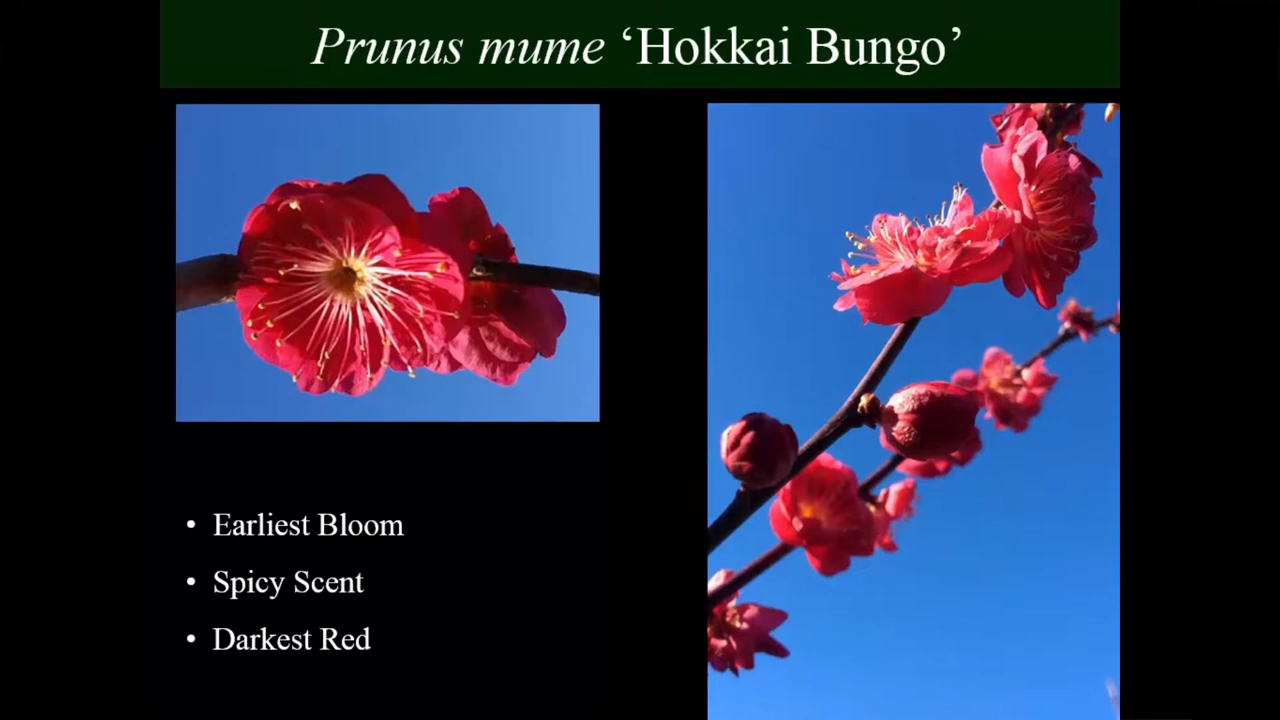 Prunus mume ‘Hokkai Bungo’
• Earliest Bloom
• Spicy Scent
• Darkest Red